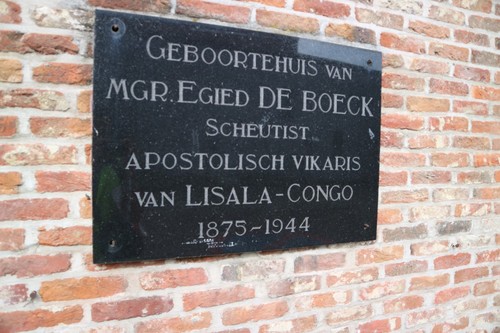 Geboortehuis van
Mgr. Egied De Boeck
Scheutist
Apostolisch Vikaris
van Lisala-Congo
1875~1944